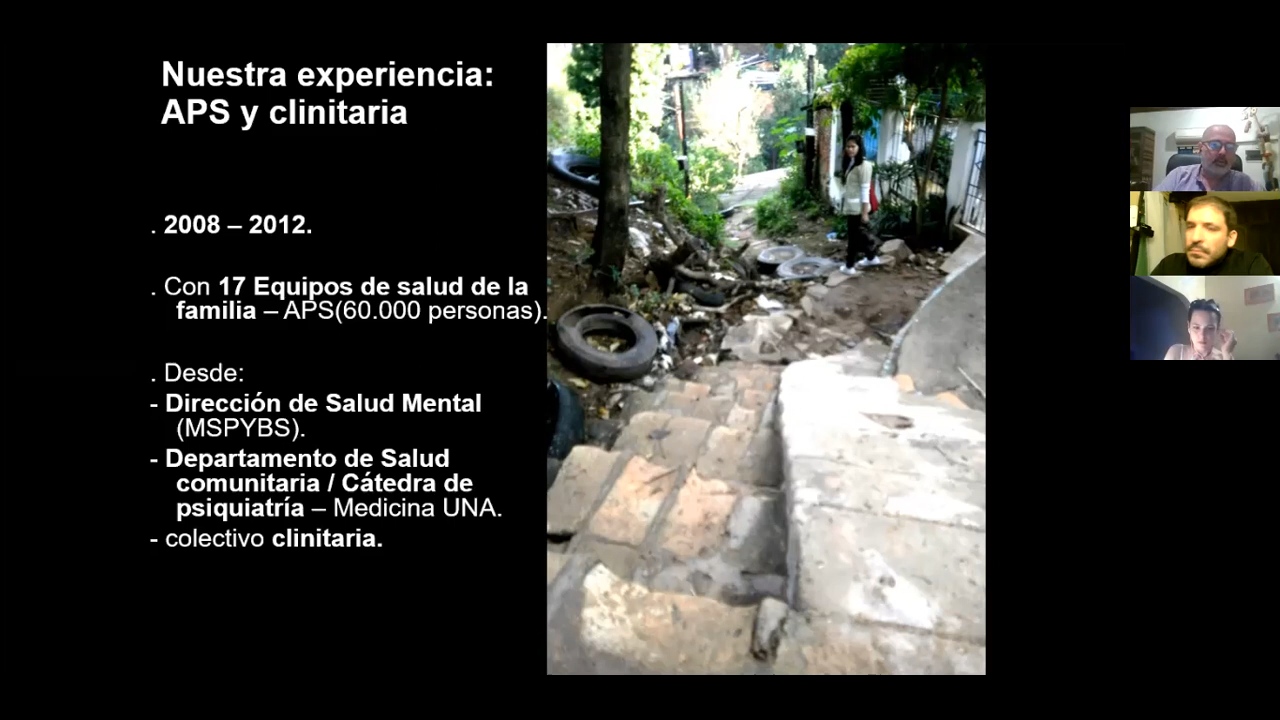 Nuestra experiencia:
APS y clinitaria
. 2008 – 2012.
. Con 17 Equipos de salud de la
familia – APS(60.000 personas).
. Desde:
- Dirección de Salud Mental
(MSPYBS).
- Departamento de Salud
comunitaria / Cátedra de
psiquiatría – Medicina UNA.
- colectivo clinitaria.